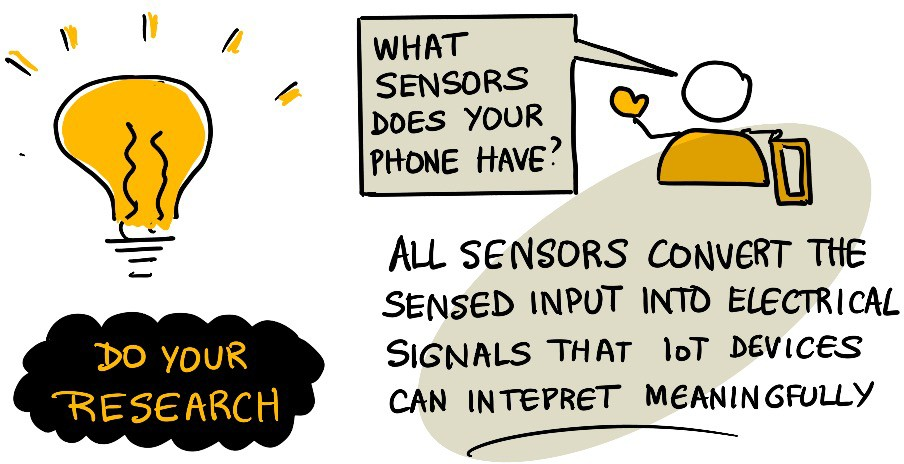 WHAT
SENSORS
DOES YOUR
PHONE HAVE?
ALL SENSORS CONVERT THE
SENSED INPUT INTO ELECTRICAL
SIGNALS THAT IoT DEVICES
CAN INTEPRET MEANINGFULLY
DO YOUR
RESEARCH